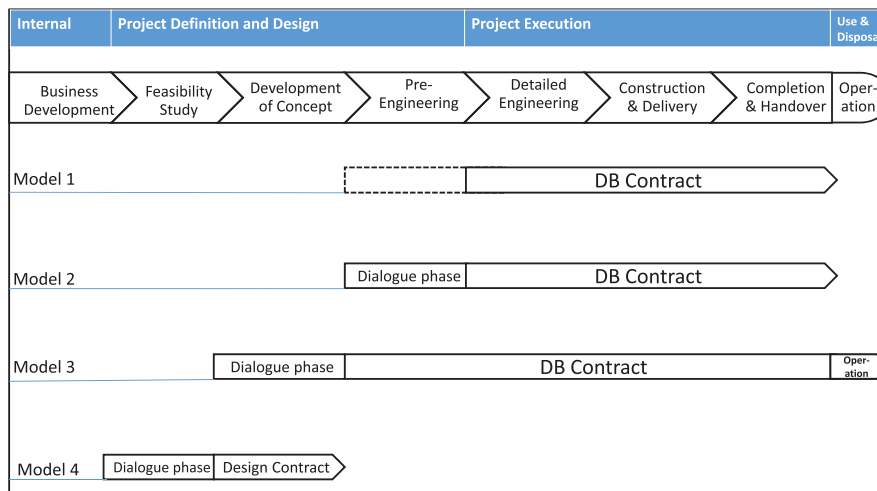 Internal
Project Definition and Design
Project Execution
Use &
Disposa
Business
Development
Feasibility
Study
Development
of Concept
Pre-
Engineering
Detailed
Engineering
Construction
& Delivery
Completion
& Handover
Oper-
ation
Model 1
DB Contract
Model 2
Dialogue phase
DB Contract
Model 3
Dialogue phase
DB Contract
Oper-
ation
Model 4
Dialogue phase
Design Contract